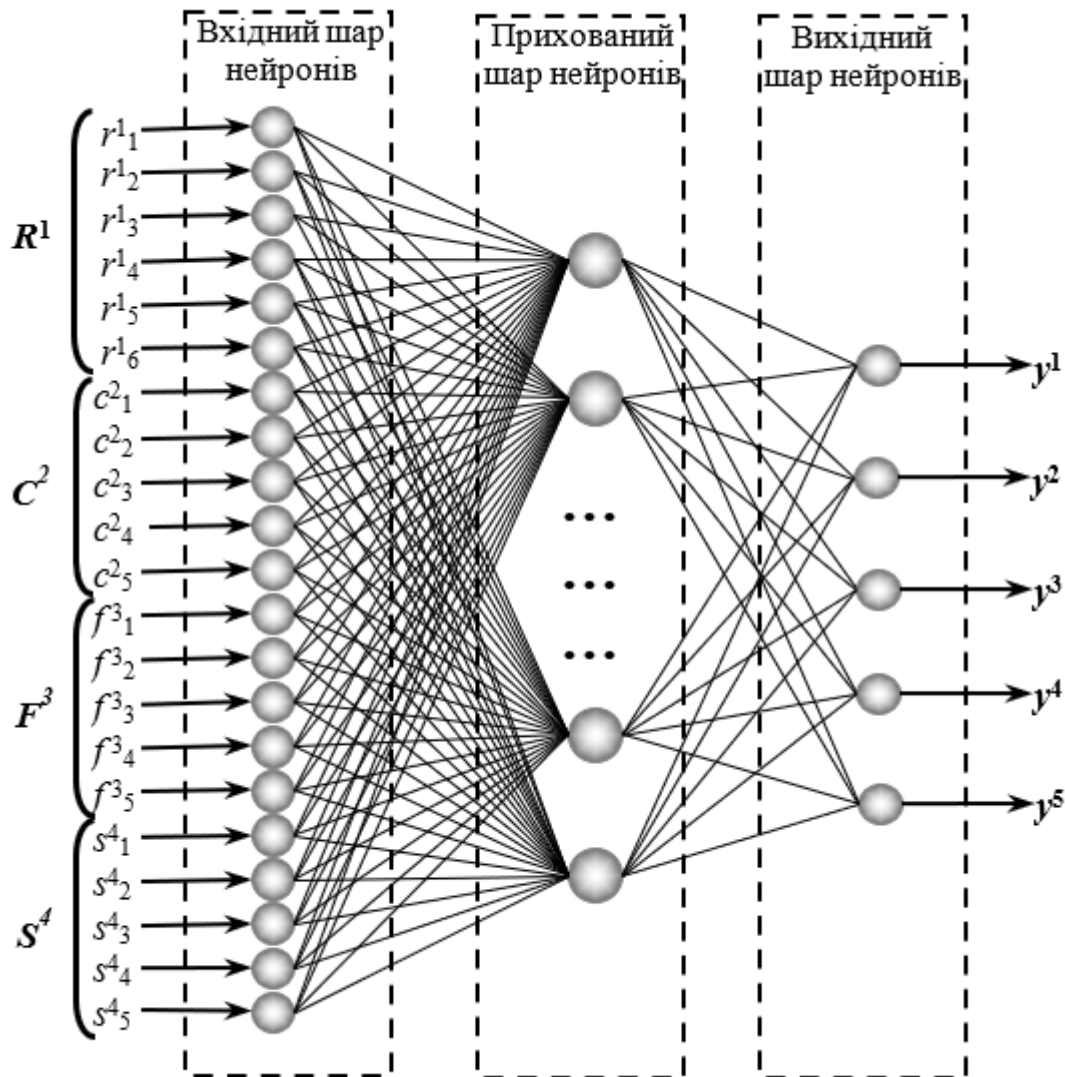 Вхідний шар
нейронів
Прихований
шар нейронів
Вихідний
шар нейронів
R¹
r¹₁
r¹₂
r¹₃
r¹₄
r¹₅
r¹₆
C²
c²₁
c²₂
c²₃
c²₄
c²₅
F³
f³₁
f³₂
f³₃
f³₄
f³₅
S⁴
s⁴₁
s⁴₂
s⁴₃
s⁴₄
s⁴₅
...
...
...
y¹
y²
y³
y⁴
y⁵